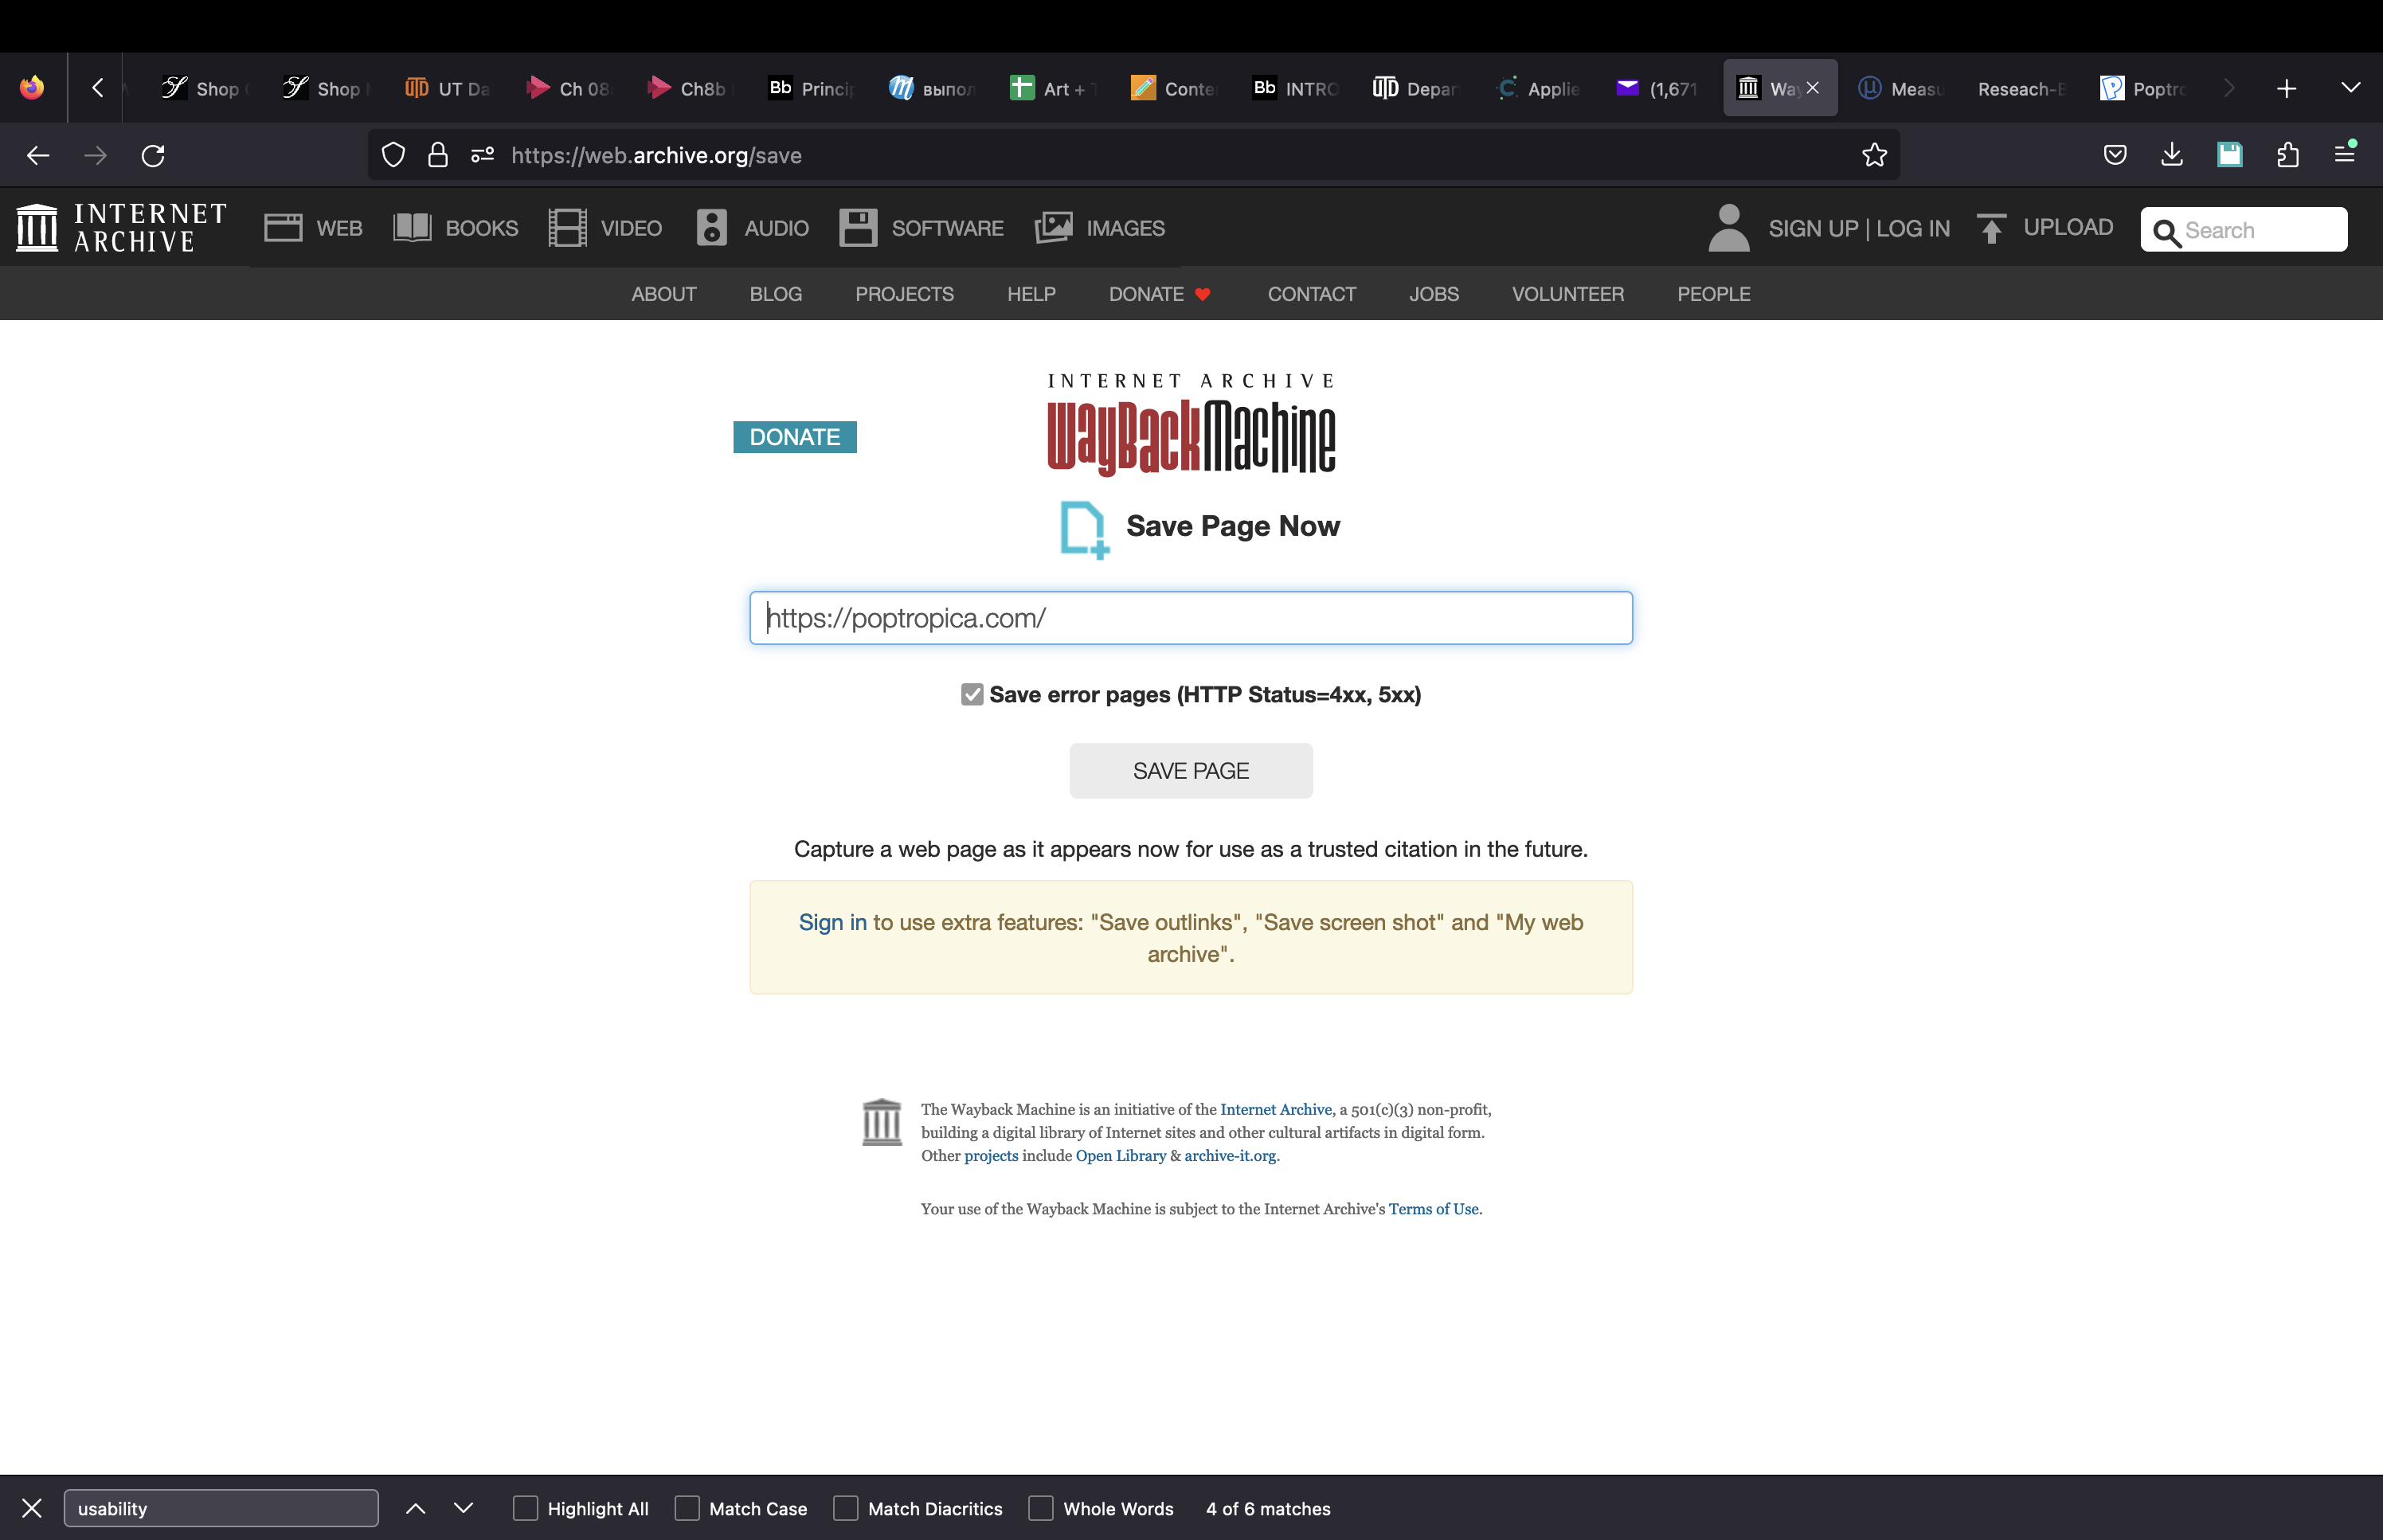 Shop
Shop
UT Da
Ch 08
Ch8b
Bb Princip
выпол
Art +
Conte
Bb INTRO
Depar
Applie
(1,671
Way
Measu
Reseach-E
Poptro
https://web.archive.org/save
INTERNET
ARCHIVE
WEB
BOOKS
VIDEO
AUDIO
SOFTWARE
IMAGES
SIGN UP | LOG IN
UPLOAD
Search
ABOUT
BLOG
PROJECTS
HELP
DONATE
CONTACT
JOBS
VOLUNTEER
PEOPLE
INTERNET ARCHIVE
WayBackMachine
DONATE
Save Page Now
https://poptropica.com/
Save error pages (HTTP Status=4xx, 5xx)
SAVE PAGE
Capture a web page as it appears now for use as a trusted citation in the future.
Sign in to use extra features: "Save outlinks", "Save screen shot" and "My web
archive".
The Wayback Machine is an initiative of the Internet Archive, a 501(c)(3) non-profit,
building a digital library of Internet sites and other cultural artifacts in digital form.
Other projects include Open Library & archive-it.org.
Your use of the Wayback Machine is subject to the Internet Archive's Terms of Use.
usability
Highlight All
Match Case
Match Diacritics
Whole Words
4 of 6 matches